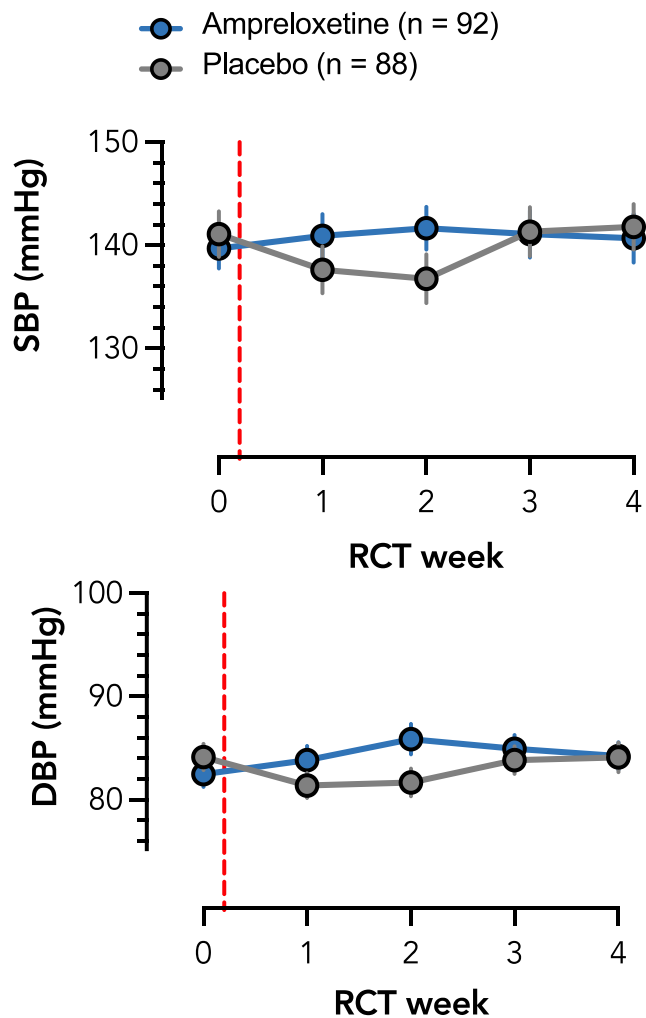 Ampreloxetine (n = 92)
Placebo (n = 88)
150
140
130
SBP (mmHg)
0 1 2 3 4
RCT week
100
90
80
DBP (mmHg)
0 1 2 3 4
RCT week